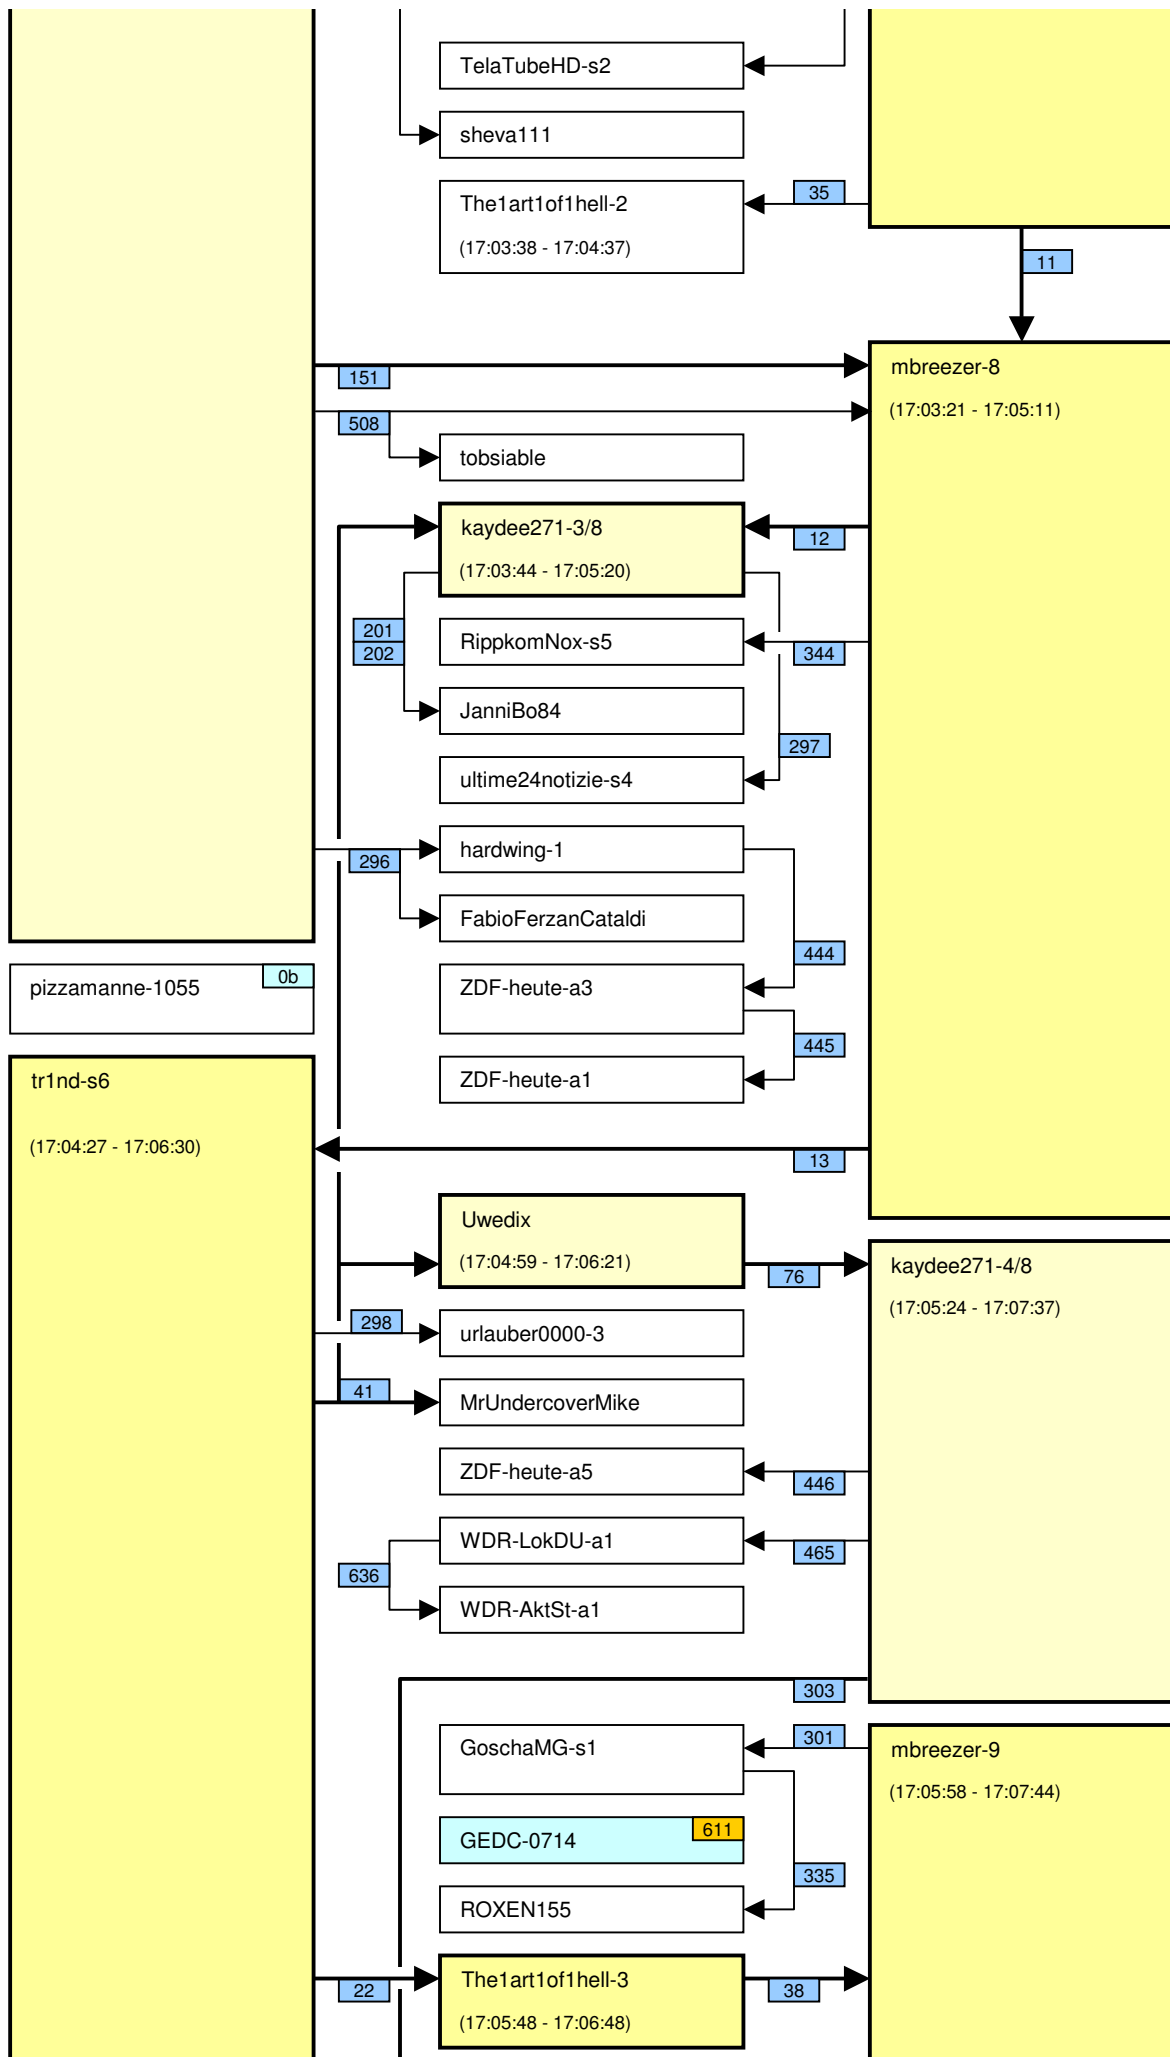 TelaTubeHD-s2
sheva111
35
The1art1of1hell-2
(17:03:38 - 17:04:37)
11
151
mbreezer-8
(17:03:21 - 17:05:11)
508
tobsiable
kaydee271-3/8
12
(17:03:44 - 17:05:20)
201
202
RippkomNox-s5
344
JanniBo84
297
ultime24notizie-s4
296
hardwing-1
FabioFerzanCataldi
444
pizzamanne-1055
0b
ZDF-heute-a3
445
ZDF-heute-a1
tr1nd-s6
(17:04:27 - 17:06:30)
13
Uwedix
(17:04:59 - 17:06:21)
76
kaydee271-4/8
(17:05:24 - 17:07:37)
298
urlauber0000-3
41
MrUndercoverMike
ZDF-heute-a5
446
WDR-LokDU-a1
465
636
WDR-AktSt-a1
303
GoschaMG-s1
301
mbreezer-9
(17:05:58 - 17:07:44)
GEDC-0714
611
335
ROXEN155
22
The1art1of1hell-3
38
(17:05:48 - 17:06:48)